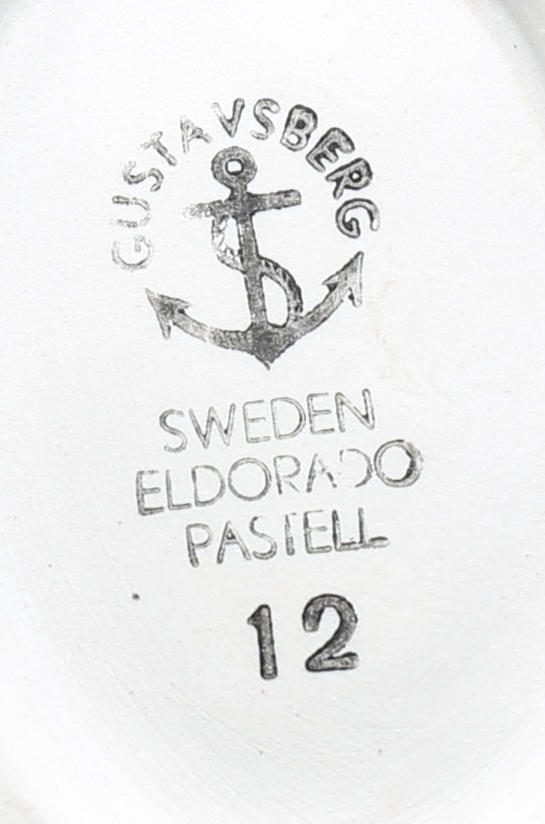 GUSTAVSBERG
SWEDEN
ELDORADO
PASTELL
12